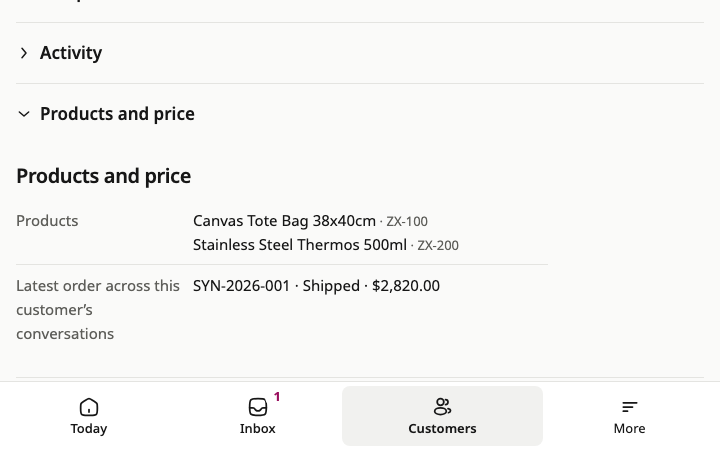 Activity
Products and price
Products and price
Products
Canvas Tote Bag 38x40cm · ZX-100
Stainless Steel Thermos 500ml · ZX-200
Latest order across this customer’s conversations
SYN-2026-001 · Shipped · $2,820.00
Today
Inbox
1
Customers
More